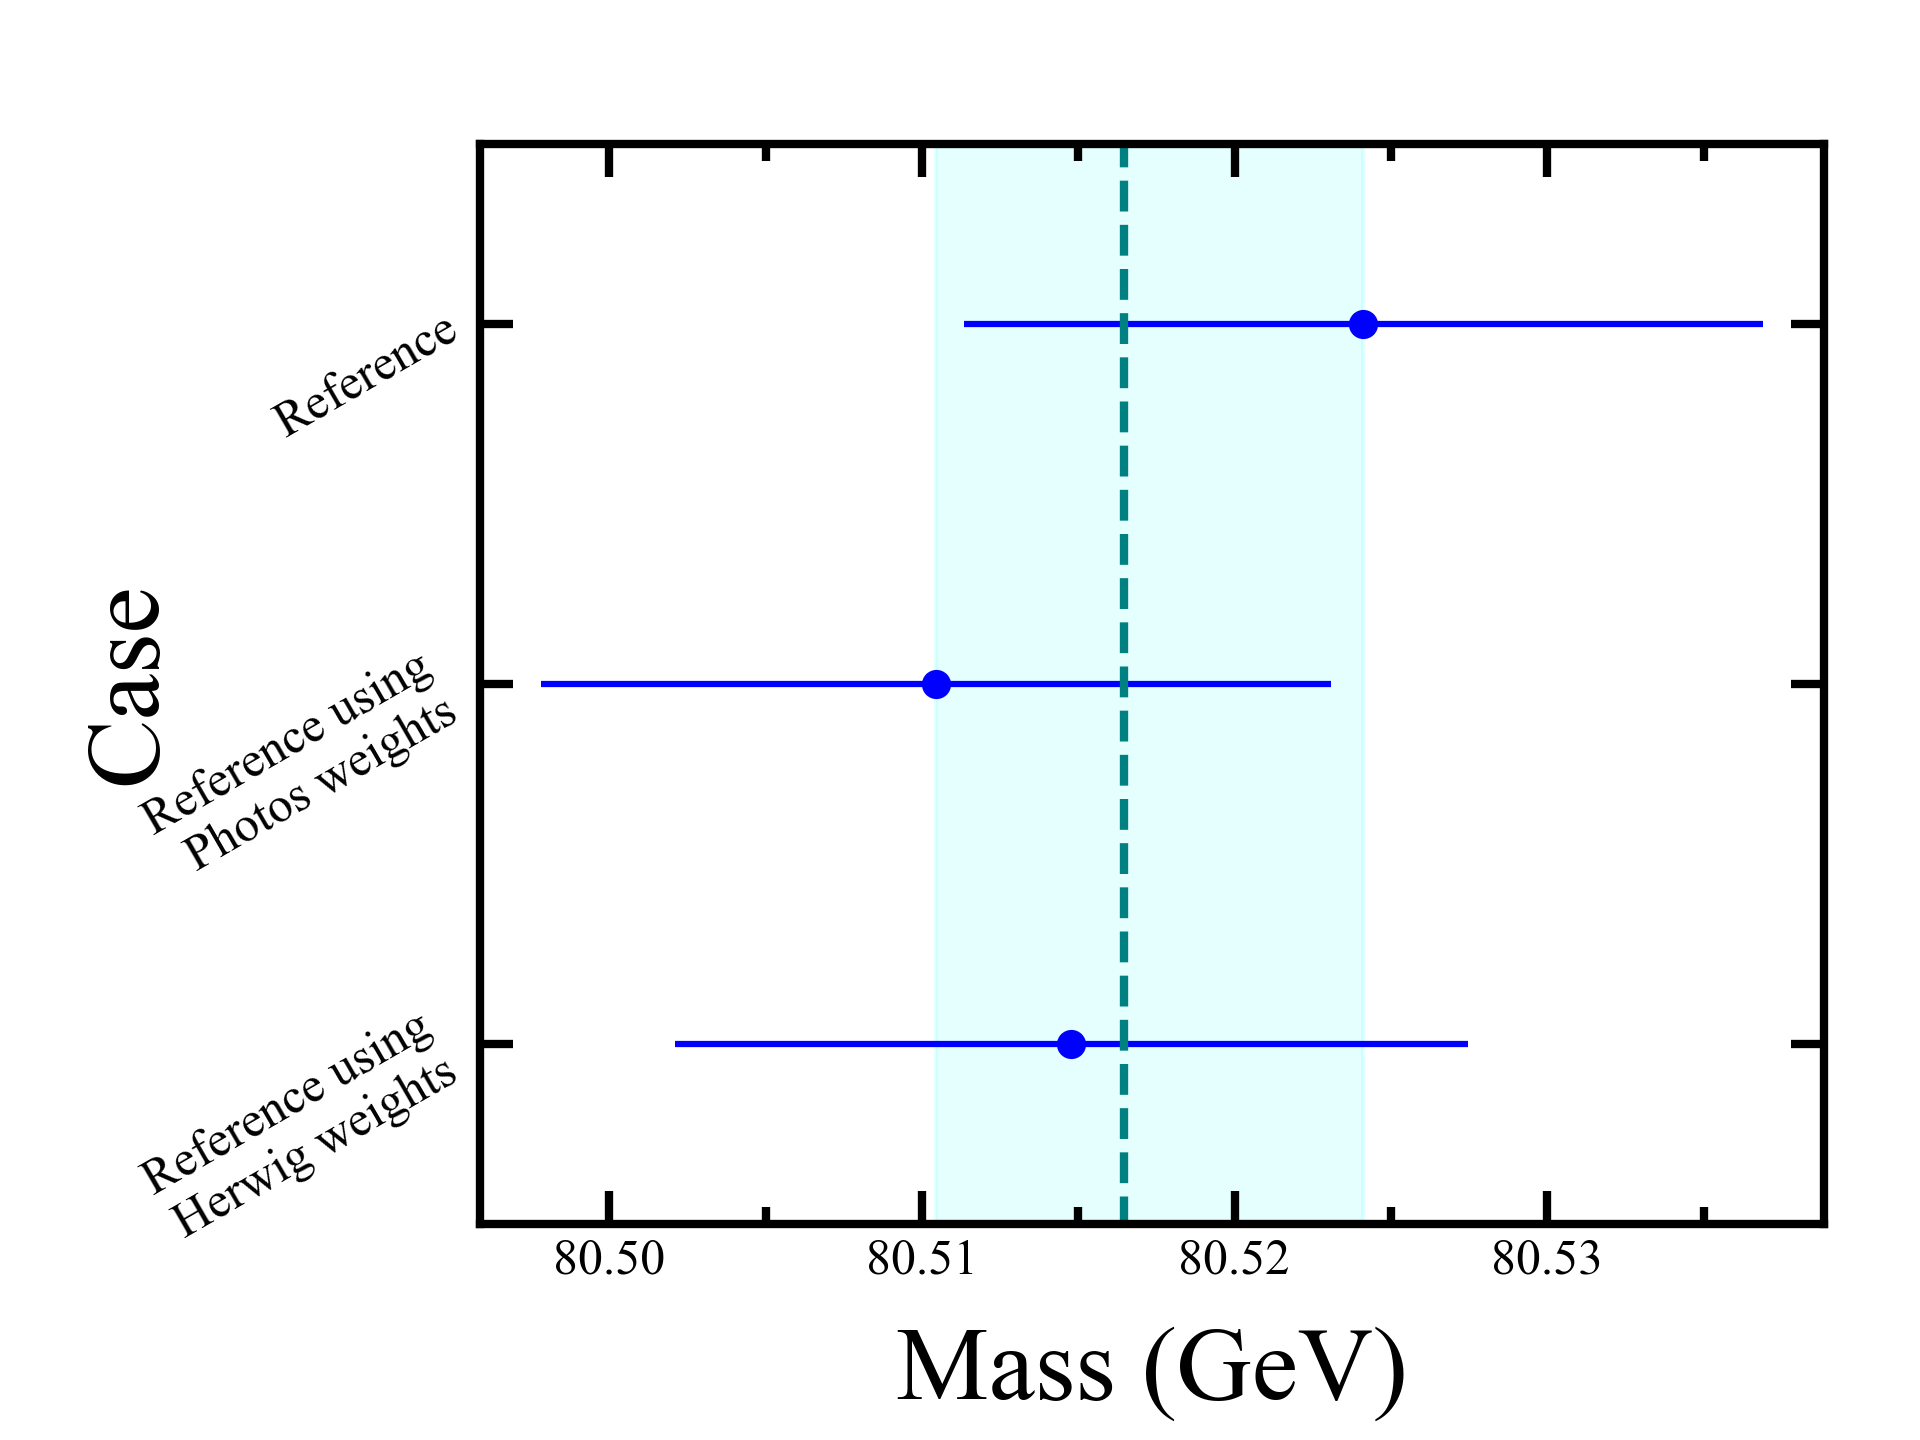 Reference
Reference using
Photos weights
Reference using
Herwig weights
Case
80.50 80.51 80.52 80.53
Mass (GeV)